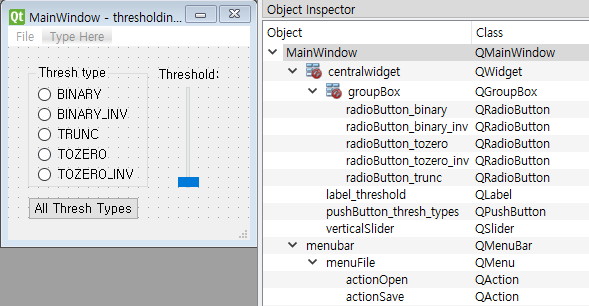 Qt MainWindow - thresholdin...
File Type Here
Thresh type
Threshold:
BINARY
BINARY_INV
TRUNC
TOZERO
TOZERO_INV
All Thresh Types
Object Inspector
Object Class
MainWindow QMainWindow
centralwidget QWidget
groupBox QGroupBox
radioButton_binary QRadioButton
radioButton_binary_inv QRadioButton
radioButton_tozero QRadioButton
radioButton_tozero_inv QRadioButton
radioButton_trunc QRadioButton
label_threshold QLabel
pushButton_thresh_types QPushButton
verticalSlider QSlider
menubar QMenuBar
menuFile QMenu
actionOpen QAction
actionSave QAction